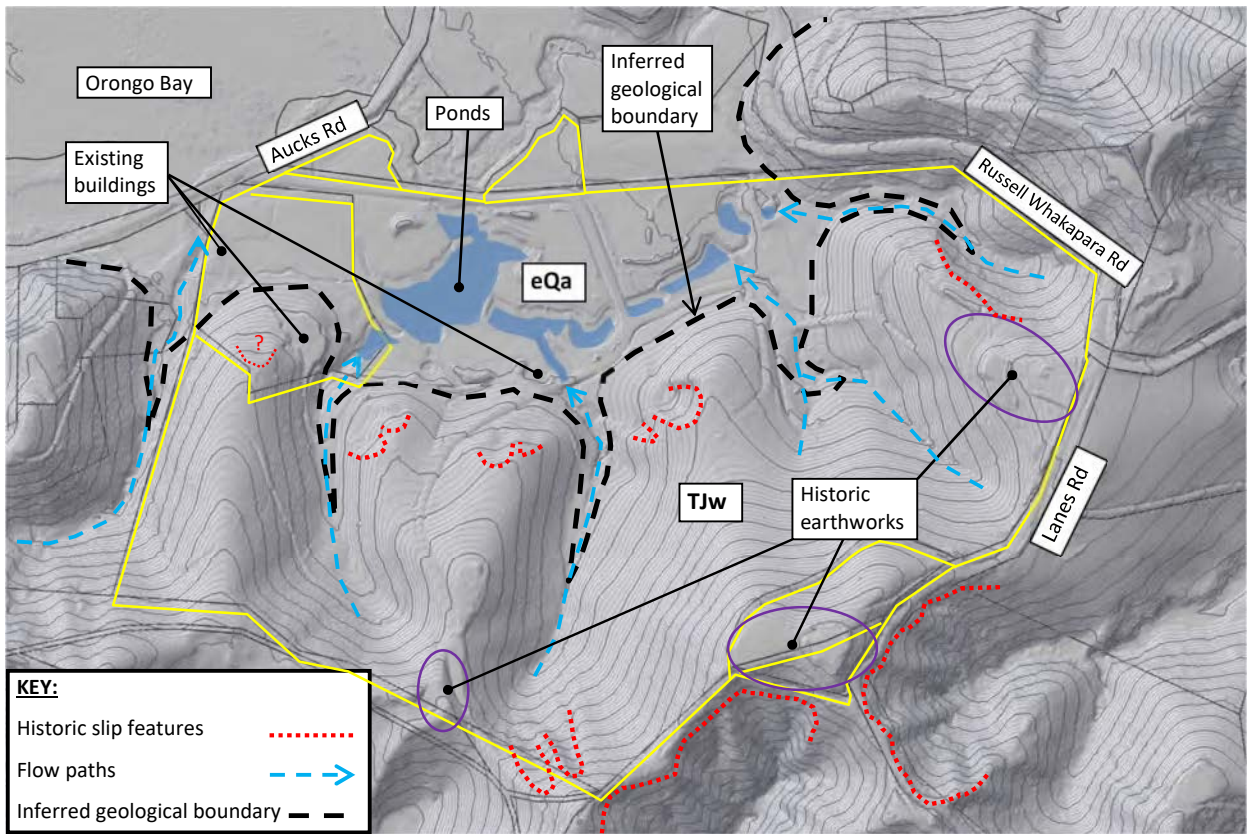 Orongo Bay
Aucks Rd
Ponds
Inferred
geological
boundary
Existing
buildings
Russell Whakapara Rd
eQa
?
TJw
Historic
earthworks
Lanes Rd
KEY:
Historic slip features
Flow paths
Inferred geological boundary